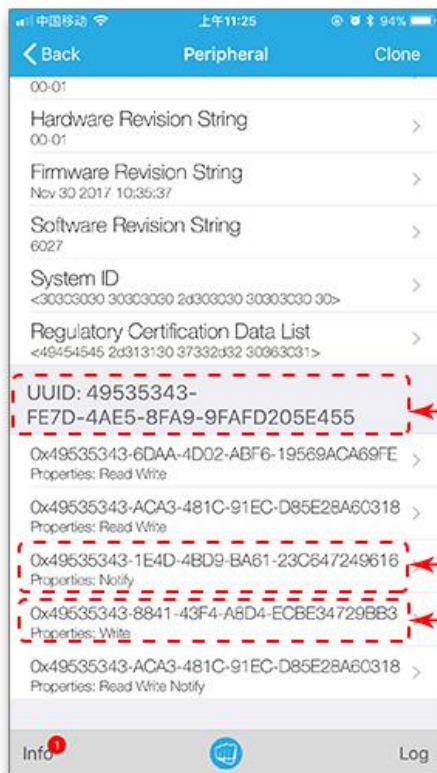 中国移动 上午11:25 94%
Back Peripheral Clone
00-01
Hardware Revision String
00-01
Firmware Revision String
Nov 30 2017 10:35:37
Software Revision String
6027
System ID
<30303030 30303030 2d303030 30303030 30>
Regulatory Certification Data List
<49454545 2d313130 37332d32 30363031>
UUID: 49535343-
FE7D-4AE5-8FA9-9FAFD205E455
0x49535343-6DAA-4D02-ABF6-19569ACA69FE
Properties: Read Write
0x49535343-ACA3-481C-91EC-D85E28A60318
Properties: Read Write
0x49535343-1E4D-4BD9-BA61-23C647249616
Properties: Notify
0x49535343-8841-43F4-A8D4-ECBE34729BB3
Properties: Write
0x49535343-ACA3-481C-91EC-D85E28A60318
Properties: Read Write Notify
Info 1 Log